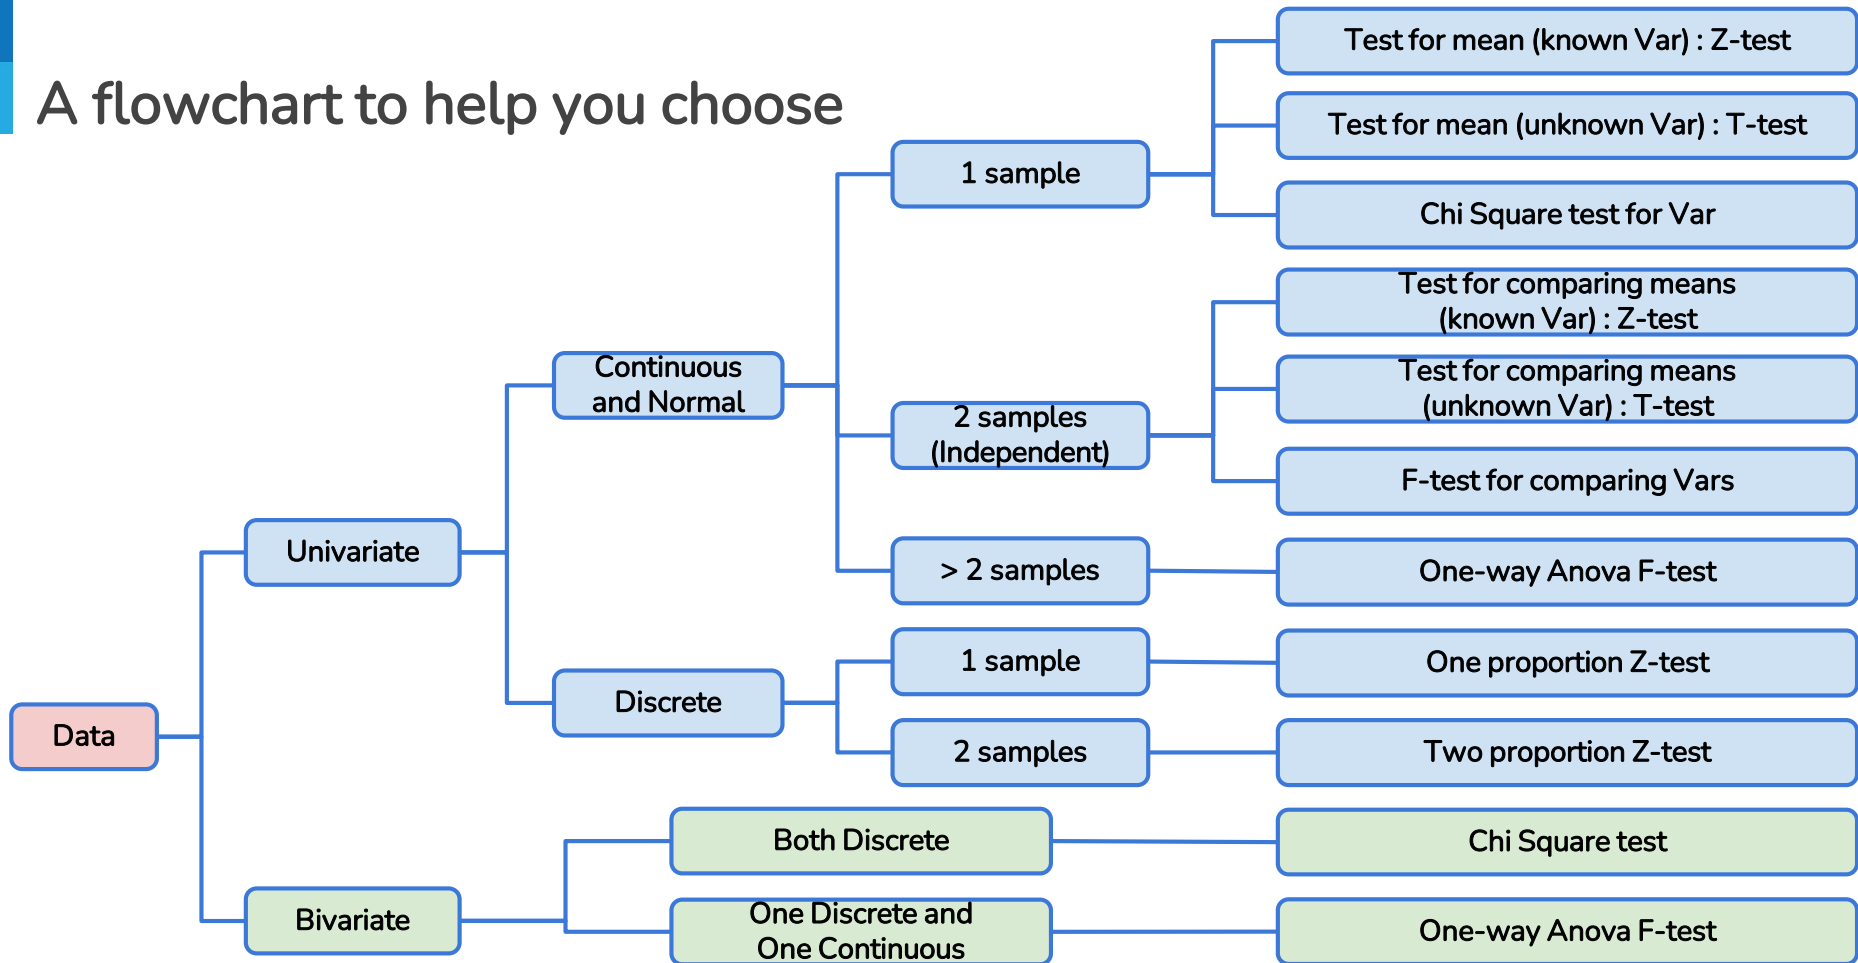 A flowchart to help you choose
Test for mean (known Var) : Z-test
Test for mean (unknown Var) : T-test
1 sample
Chi Square test for Var
Test for comparing means
(known Var) : Z-test
Continuous
and Normal
Test for comparing means
(unknown Var) : T-test
2 samples
(Independent)
F-test for comparing Vars
Univariate
> 2 samples
One-way Anova F-test
1 sample
One proportion Z-test
Discrete
Data
2 samples
Two proportion Z-test
Both Discrete
Chi Square test
Bivariate
One Discrete and
One Continuous
One-way Anova F-test